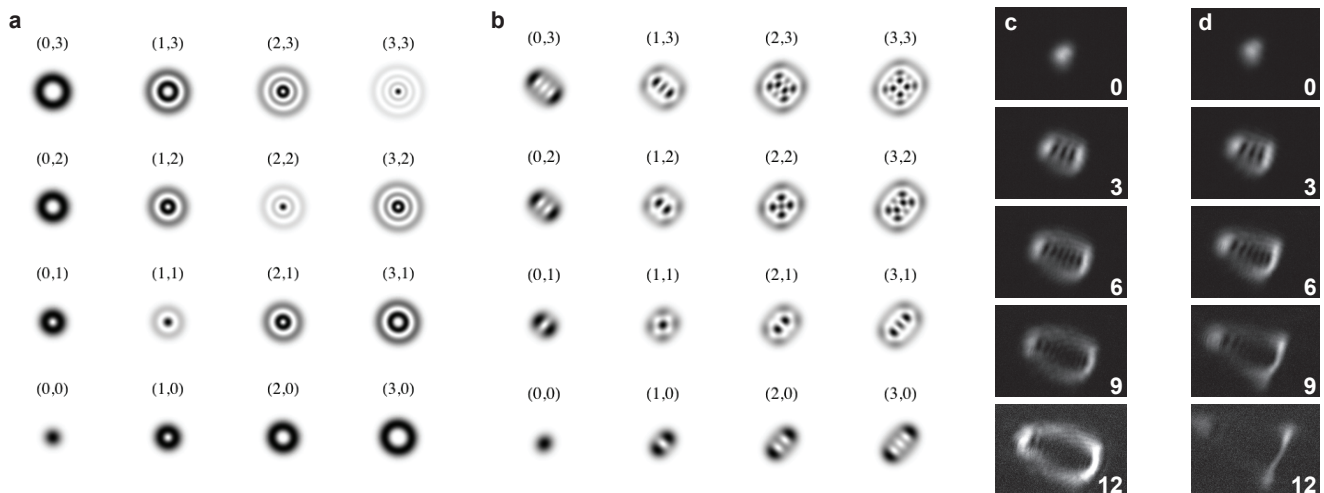 a
b
c
d
(0,3) (1,3) (2,3) (3,3)
(0,3) (1,3) (2,3) (3,3)
0
0
(0,2) (1,2) (2,2) (3,2)
(0,2) (1,2) (2,2) (3,2)
3
3
(0,1) (1,1) (2,1) (3,1)
(0,1) (1,1) (2,1) (3,1)
6
6
9
9
(0,0) (1,0) (2,0) (3,0)
(0,0) (1,0) (2,0) (3,0)
12
12